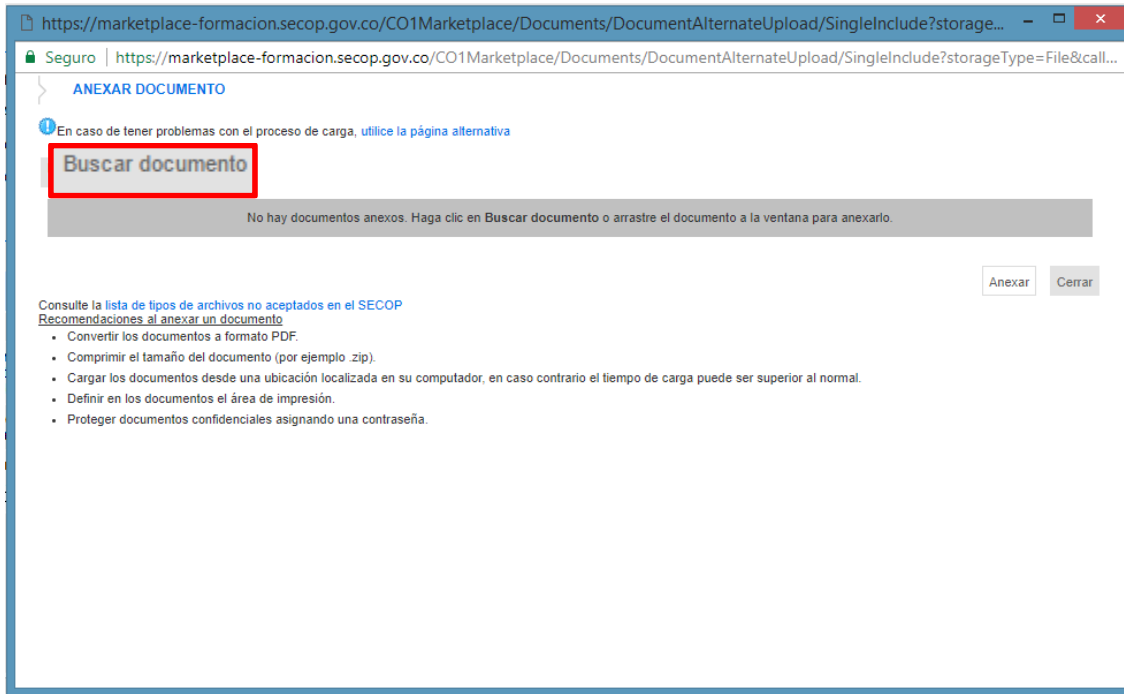 https://marketplace-formacion.secop.gov.co/CO1Marketplace/Documents/DocumentAlternateUpload/SingleInclude?storage...
Seguro | https://marketplace-formacion.secop.gov.co/CO1Marketplace/Documents/DocumentAlternateUpload/SingleInclude?storageType=File&call...
ANEXAR DOCUMENTO
En caso de tener problemas con el proceso de carga, utilice la página alternativa
Buscar documento
No hay documentos anexos. Haga clic en Buscar documento o arrastre el documento a la ventana para anexarlo.
Anexar Cerrar
Consulte la lista de tipos de archivos no aceptados en el SECOP
Recomendaciones al anexar un documento
• Convertir los documentos a formato PDF.
• Comprimir el tamaño del documento (por ejemplo .zip).
• Cargar los documentos desde una ubicación localizada en su computador, en caso contrario el tiempo de carga puede ser superior al normal.
• Definir en los documentos el área de impresión.
• Proteger documentos confidenciales asignando una contraseña.